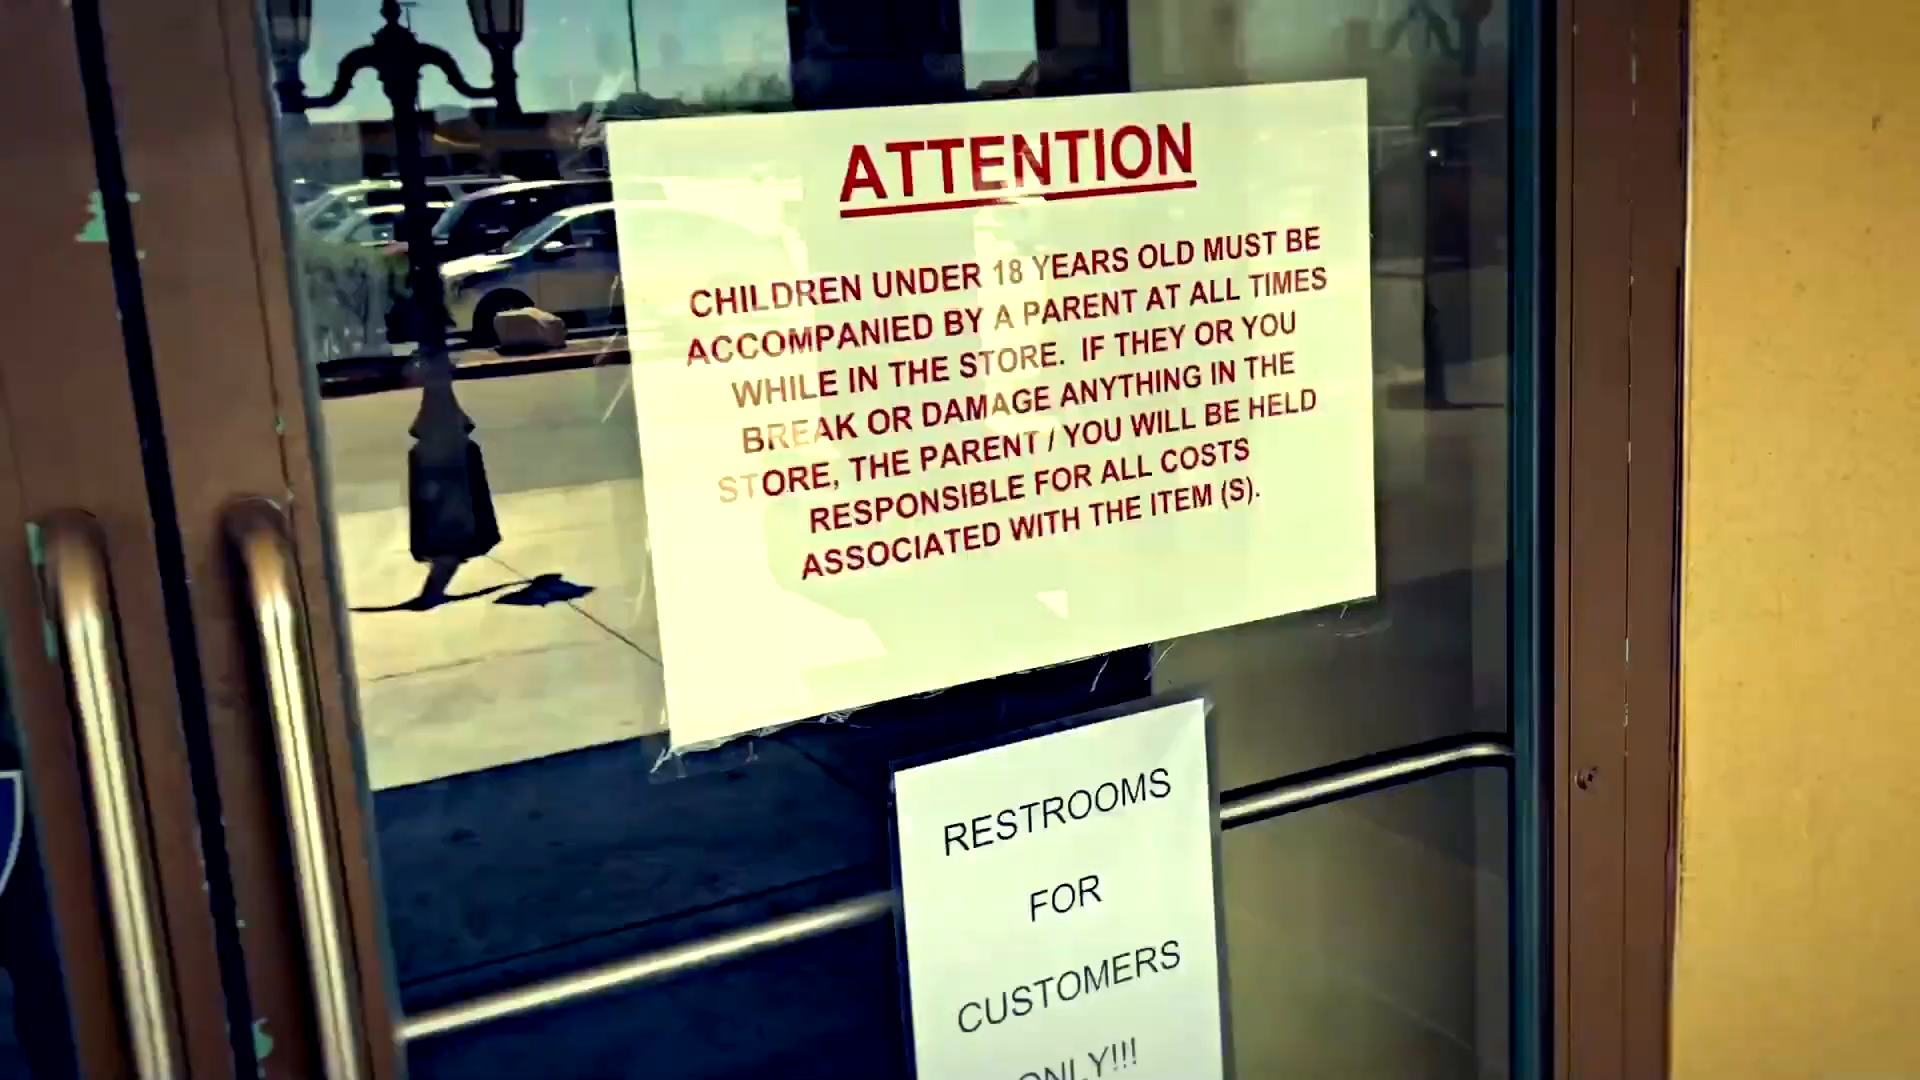 ATTENTION
CHILDREN UNDER 18 YEARS OLD MUST BE
ACCOMPANIED BY A PARENT AT ALL TIMES
WHILE IN THE STORE. IF THEY OR YOU
BREAK OR DAMAGE ANYTHING IN THE
STORE, THE PARENT / YOU WILL BE HELD
RESPONSIBLE FOR ALL COSTS
ASSOCIATED WITH THE ITEM (S).
RESTROOMS
FOR
CUSTOMERS
ONLY!!!